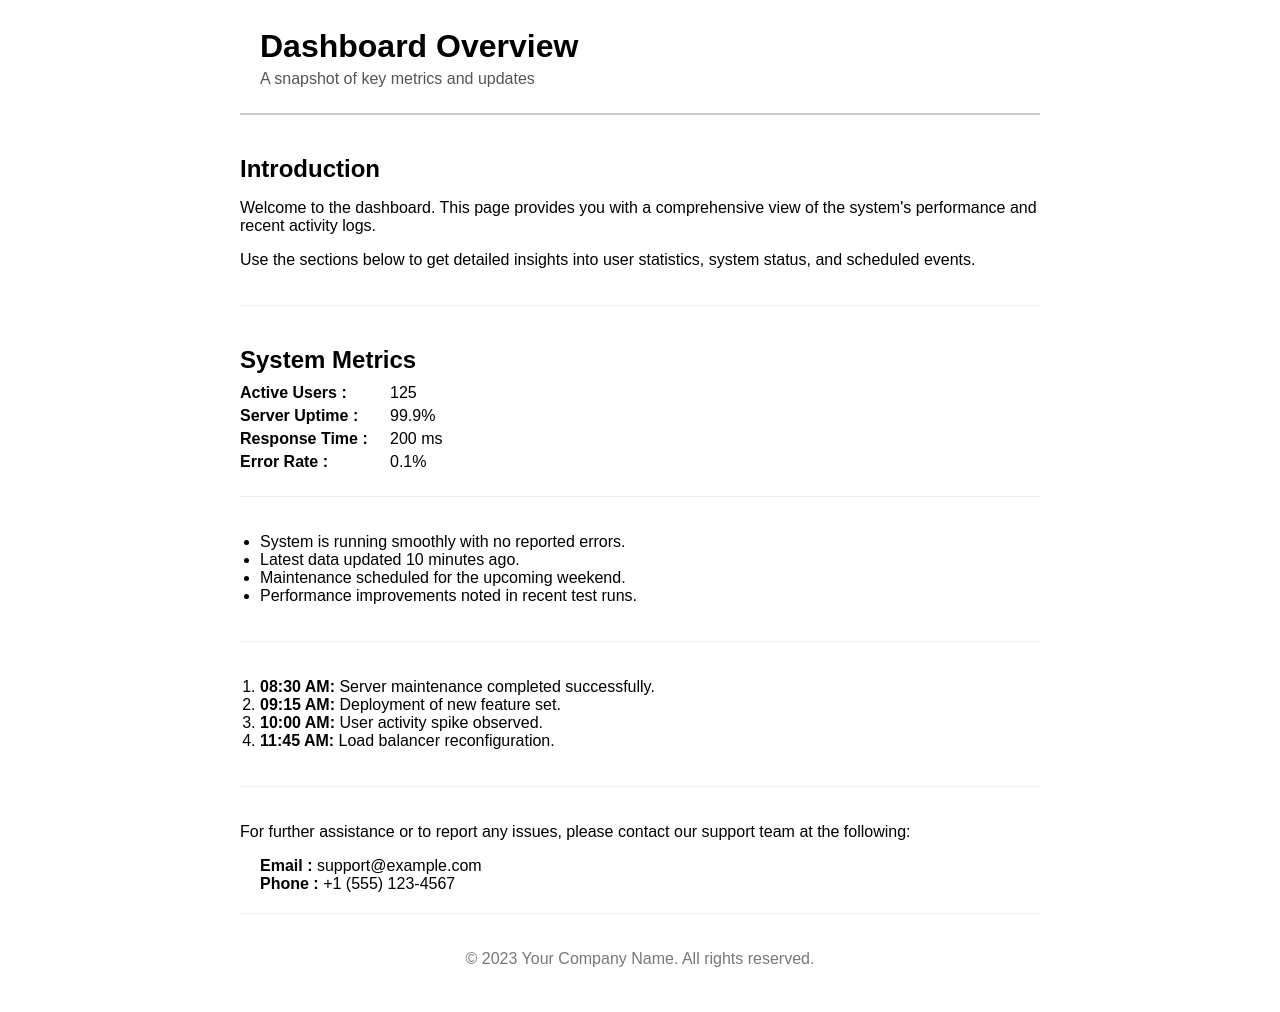 Dashboard Overview
A snapshot of key metrics and updates
Introduction
Welcome to the dashboard. This page provides you with a comprehensive view of the system's performance and
recent activity logs.
Use the sections below to get detailed insights into user statistics, system status, and scheduled events.
System Metrics
Active Users : 125
Server Uptime : 99.9%
Response Time : 200 ms
Error Rate : 0.1%
• System is running smoothly with no reported errors.
• Latest data updated 10 minutes ago.
• Maintenance scheduled for the upcoming weekend.
• Performance improvements noted in recent test runs.
1. 08:30 AM: Server maintenance completed successfully.
2. 09:15 AM: Deployment of new feature set.
3. 10:00 AM: User activity spike observed.
4. 11:45 AM: Load balancer reconfiguration.
For further assistance or to report any issues, please contact our support team at the following:
Email : support@example.com
Phone : +1 (555) 123-4567
© 2023 Your Company Name. All rights reserved.